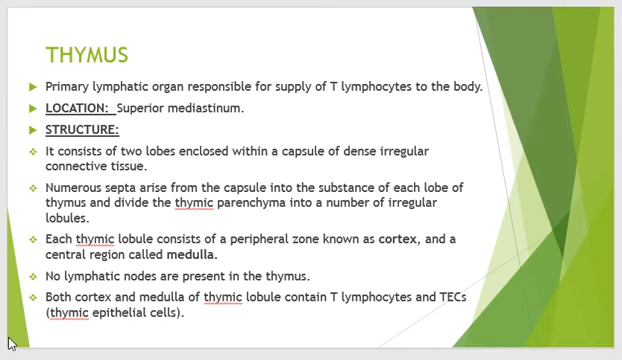 THYMUS
Primary lymphatic organ responsible for supply of T lymphocytes to the body.
LOCATION: Superior mediastinum.
STRUCTURE:
It consists of two lobes enclosed within a capsule of dense irregular
connective tissue.
Numerous septa arise from the capsule into the substance of each lobe of
thymus and divide the thymic parenchyma into a number of irregular
lobules.
Each thymic lobule consists of a peripheral zone known as cortex, and a
central region called medulla.
No lymphatic nodes are present in the thymus.
Both cortex and medulla of thymic lobule contain T lymphocytes and TECs
(thymic epithelial cells).